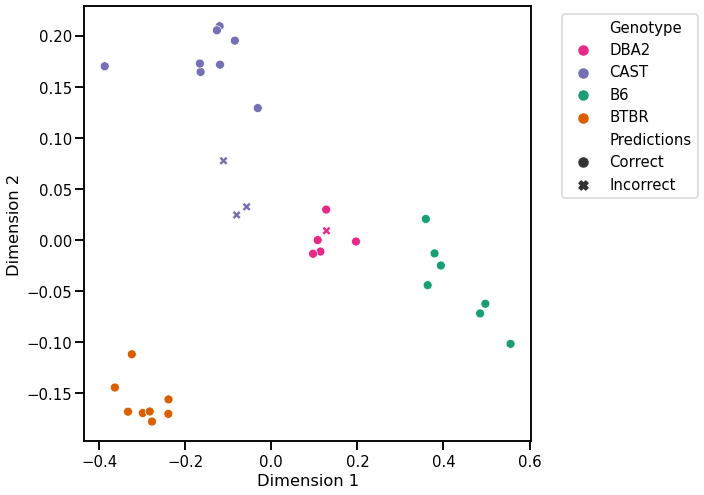 0.20
0.15
0.10
0.05
0.00
−0.05
−0.10
−0.15
Dimension 2
−0.4
−0.2
0.0
0.2
0.4
0.6
Dimension 1
Genotype
DBA2
CAST
B6
BTBR
Predictions
Correct
Incorrect